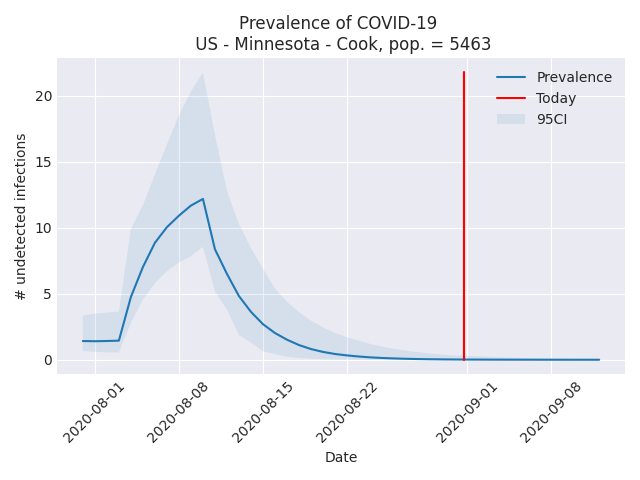 Prevalence of COVID-19
US - Minnesota - Cook, pop. = 5463
Prevalence
Today
95CI
# undetected infections
20
15
10
5
0
2020-08-01
2020-08-08
2020-08-15
2020-08-22
2020-09-01
2020-09-08
Date